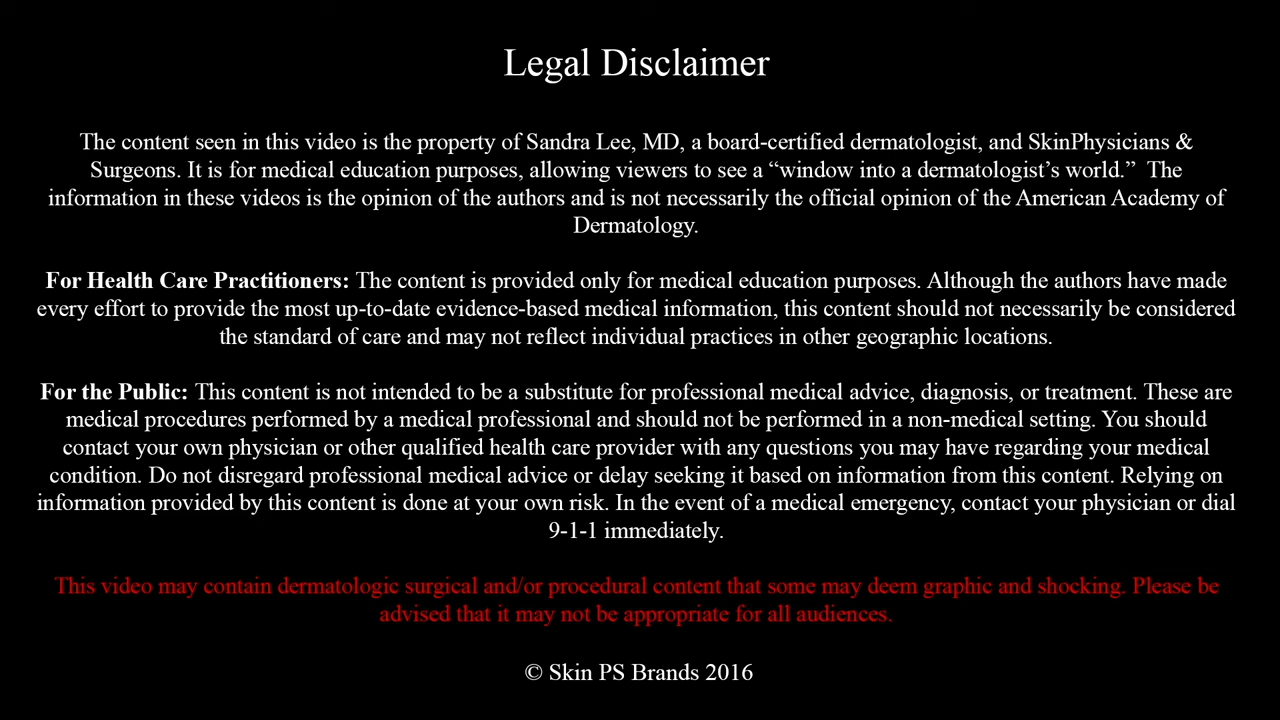 Legal Disclaimer
The content seen in this video is the property of Sandra Lee, MD, a board-certified dermatologist, and SkinPhysicians &
Surgeons. It is for medical education purposes, allowing viewers to see a “window into a dermatologist’s world.”  The
information in these videos is the opinion of the authors and is not necessarily the official opinion of the American Academy of
Dermatology.
For Health Care Practitioners: The content is provided only for medical education purposes. Although the authors have made
every effort to provide the most up-to-date evidence-based medical information, this content should not necessarily be considered
the standard of care and may not reflect individual practices in other geographic locations.
For the Public: This content is not intended to be a substitute for professional medical advice, diagnosis, or treatment. These are
medical procedures performed by a medical professional and should not be performed in a non-medical setting. You should
contact your own physician or other qualified health care provider with any questions you may have regarding your medical
condition. Do not disregard professional medical advice or delay seeking it based on information from this content. Relying on
information provided by this content is done at your own risk. In the event of a medical emergency, contact your physician or dial
9-1-1 immediately.
This video may contain dermatologic surgical and/or procedural content that some may deem graphic and shocking. Please be
advised that it may not be appropriate for all audiences.
© Skin PS Brands 2016